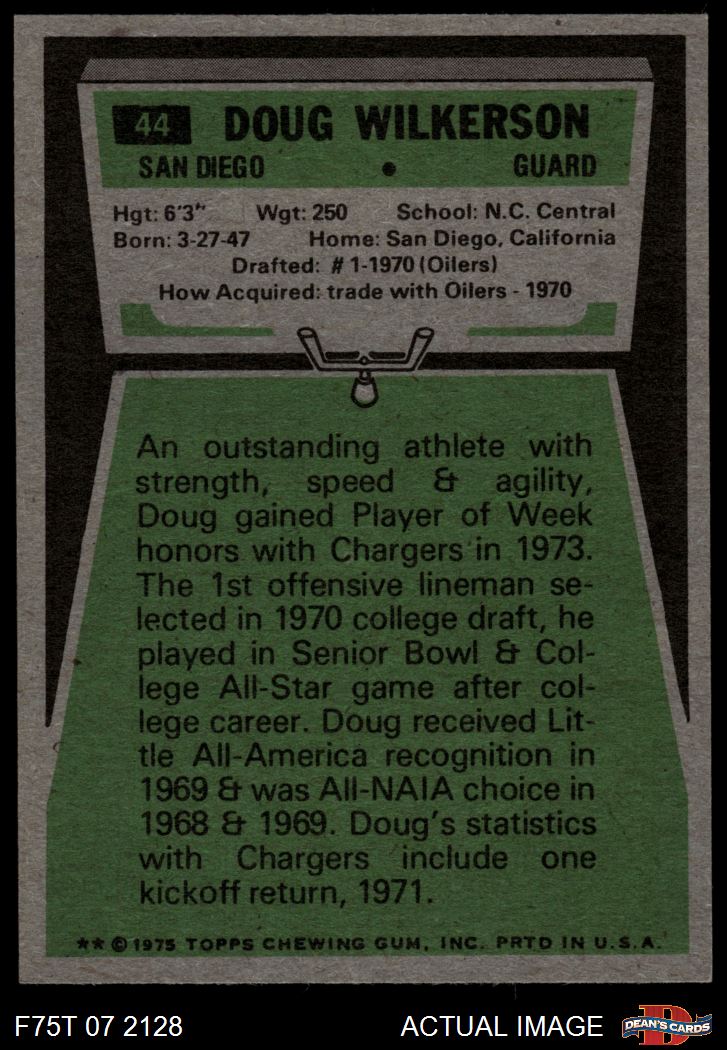 44 DOUG WILKERSON
SAN DIEGO • GUARD
Hgt: 6'3" Wgt: 250 School: N.C. Central
Born: 3-27-47 Home: San Diego, California
Drafted: # 1-1970 (Oilers)
How Acquired: trade with Oilers - 1970
An outstanding athlete with
strength, speed & agility,
Doug gained Player of Week
honors with Chargers in 1973.
The 1st offensive lineman se-
lected in 1970 college draft, he
played in Senior Bowl & Col-
lege All-Star game after col-
lege career. Doug received Lit-
tle All-America recognition in
1969 & was All-NAIA choice in
1968 & 1969. Doug's statistics
with Chargers include one
kickoff return, 1971.
** © 1975 TOPPS CHEWING GUM, INC. PRTD IN U.S.A.
F75T 07 2128 ACTUAL IMAGE D DEAN'S CARDS